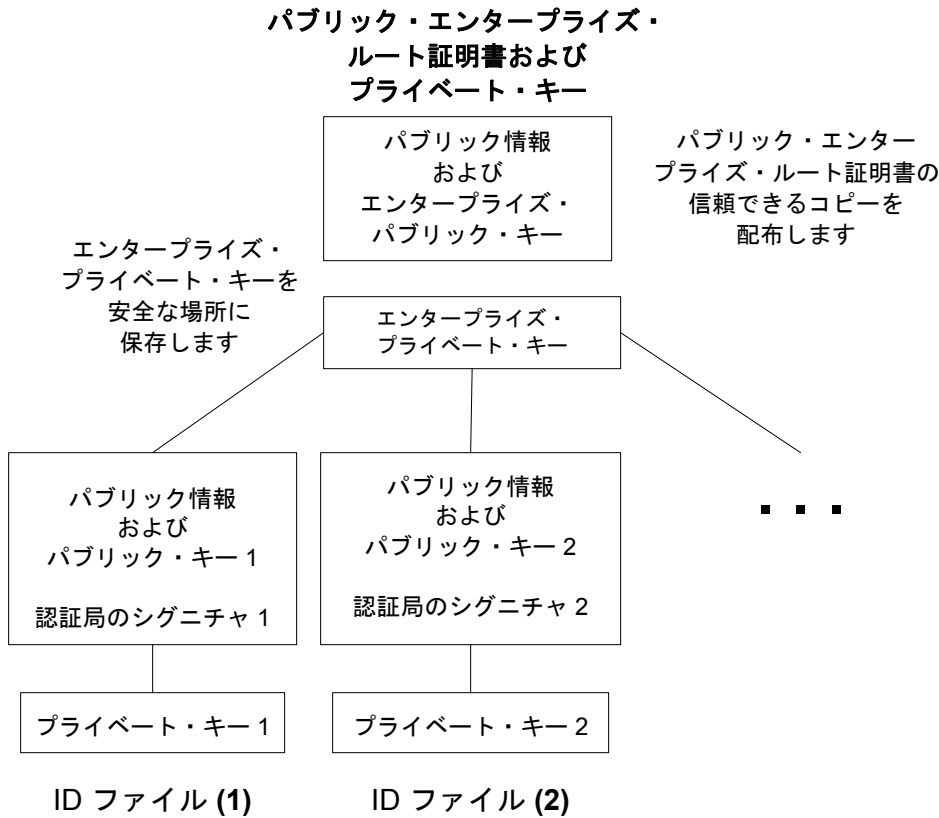 パブリック・エンタープライズ・
ルート証明書および
プライベート・キー
パブリック情報
および
エンタープライズ・
パブリック・キー
パブリック・エンター
プライズ・ルート証明書の
信頼できるコピーを
配布します
エンタープライズ・
プライベート・キーを
安全な場所に
保存します
エンタープライズ・
プライベート・キー
パブリック情報
および
パブリック・キー 1
認証局のシグニチャ 1
パブリック情報
および
パブリック・キー 2
認証局のシグニチャ 2
. . .
プライベート・キー 1
プライベート・キー 2
ID ファイル (1)
ID ファイル (2)